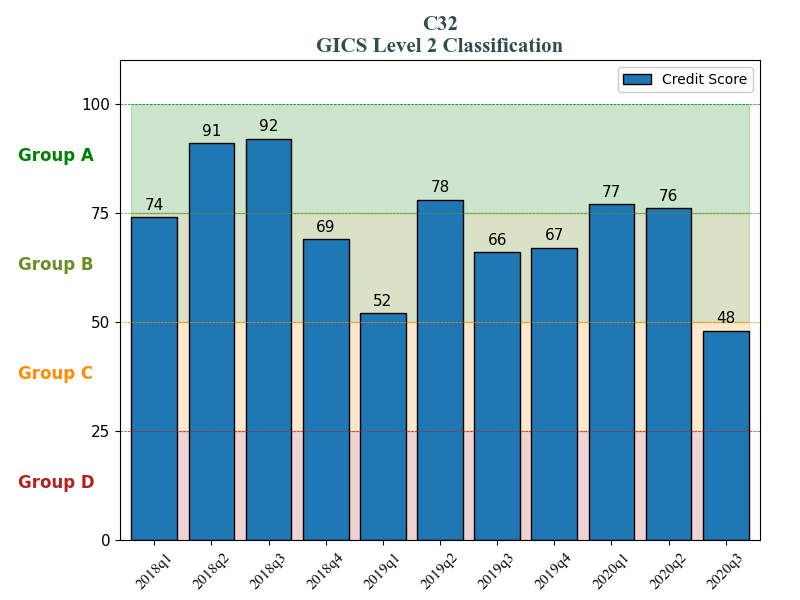 C32
GICS Level 2 Classification
Credit Score
100
75
50
25
0
Group A
Group B
Group C
Group D
74
91
92
69
52
78
66
67
77
76
48
2018q1
2018q2
2018q3
2018q4
2019q1
2019q2
2019q3
2019q4
2020q1
2020q2
2020q3